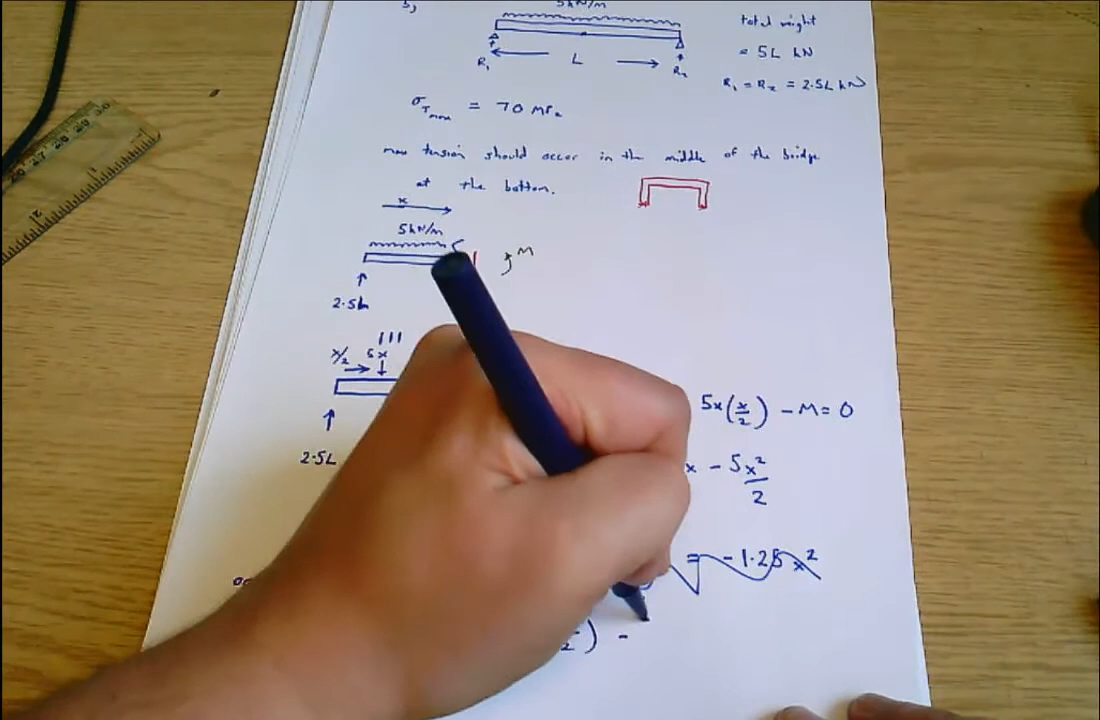 5,
5kN/m
total weight
= 5L kN
R₁ L R₂
R₁ = R₂ = 2.5L kN
σTmax = 70 MPa
max tension should occur in the middle of the bridge
at the bottom.
x
5kN/m
M
2.5L
x/2 5x
5x(x/2) - M = 0
2.5L
x - 5x²/2
= -1.25x²
) -